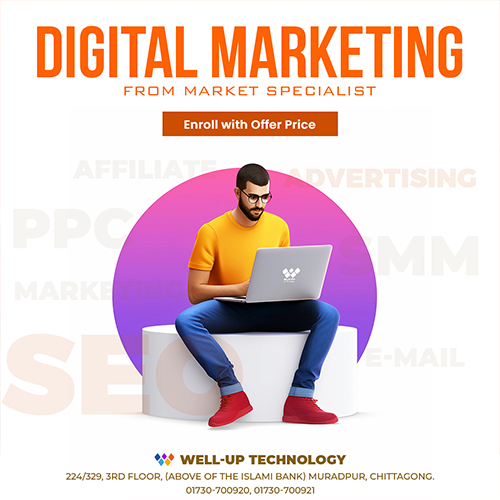 DIGITAL MARKETING
FROM MARKET SPECIALIST
Enroll with Offer Price
AFFILIATE
ADVERTISING
PPC
SMM
MARKETING
SEO
E-MAIL
WELL-UP TECHNOLOGY
224/329, 3RD FLOOR, (ABOVE OF THE ISLAMI BANK) MURADPUR, CHITTAGONG.
01730-700920, 01730-700921